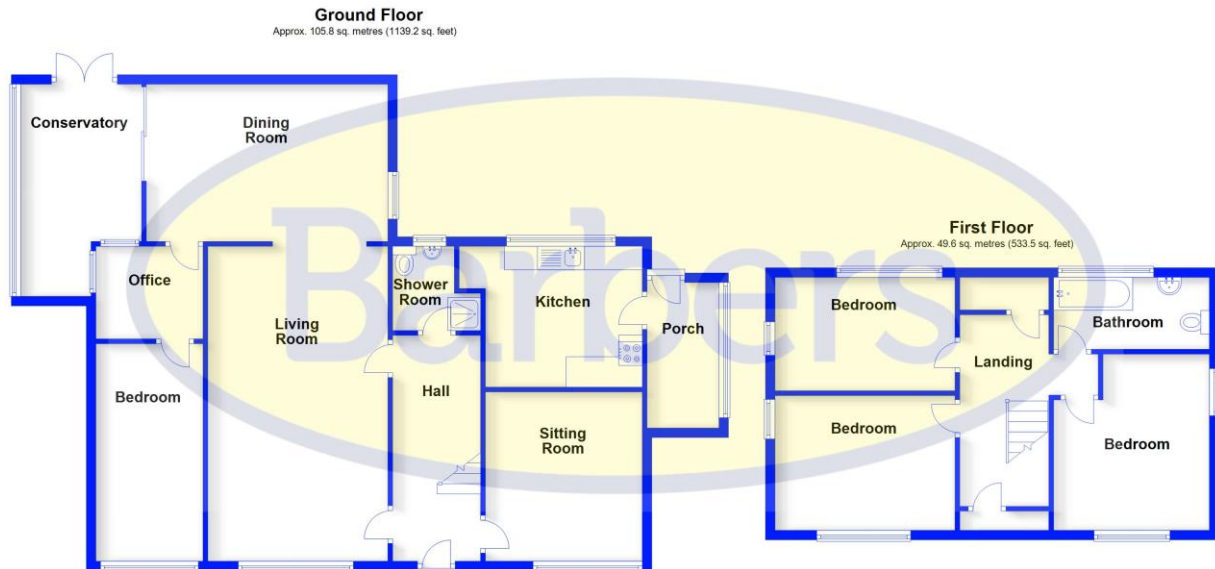 Ground Floor
Approx. 105.8 sq. metres (1139.2 sq. feet)
Conservatory
Dining
Room
First Floor
Approx. 49.6 sq. metres (533.5 sq. feet)
Office
Living
Room
Shower
Room
Kitchen
Porch
Bedroom
Bathroom
Landing
Barbers
Bedroom
Hall
Sitting
Room
Bedroom
Bedroom